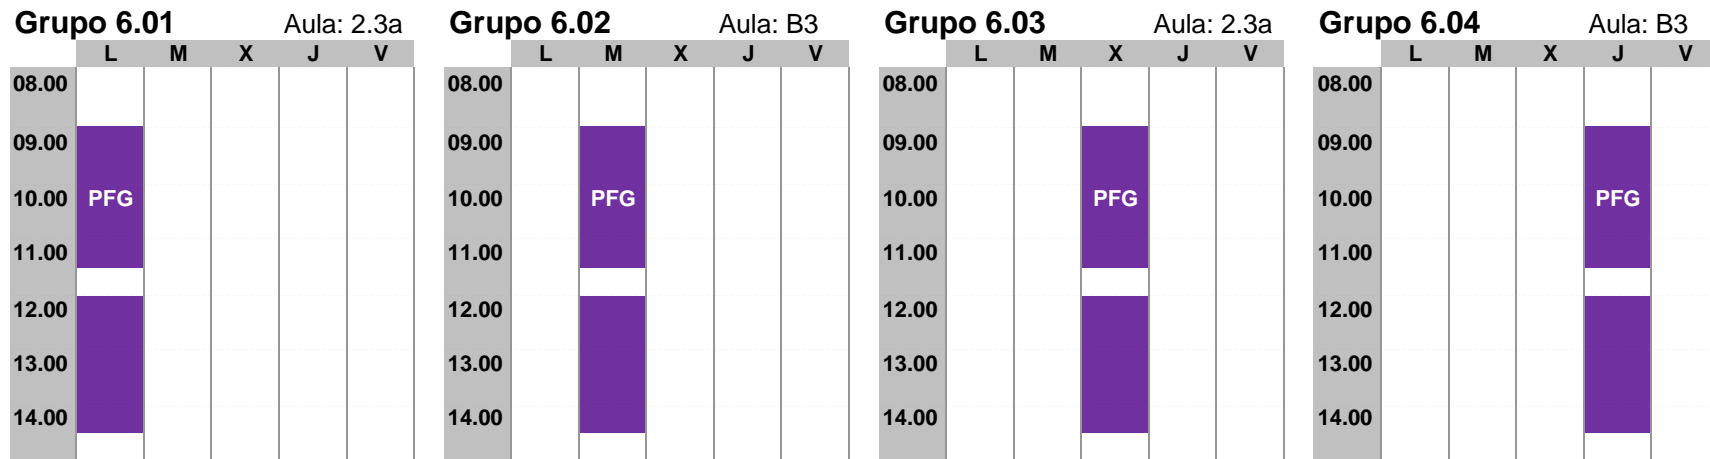 Grupo 6.01 Aula: 2.3a
L M X J V
08.00
09.00
10.00 PFG
11.00
12.00
13.00
14.00
Grupo 6.02 Aula: B3
L M X J V
08.00
09.00
10.00 PFG
11.00
12.00
13.00
14.00
Grupo 6.03 Aula: 2.3a
L M X J V
08.00
09.00
10.00 PFG
11.00
12.00
13.00
14.00
Grupo 6.04 Aula: B3
L M X J V
08.00
09.00
10.00 PFG
11.00
12.00
13.00
14.00